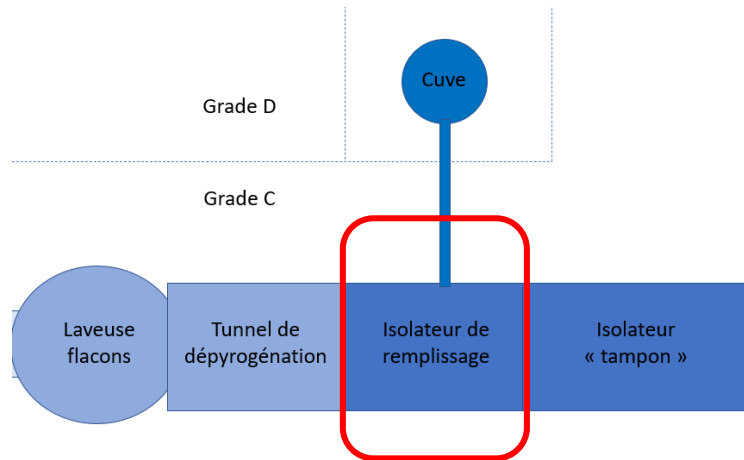 Cuve
Grade D
Grade C
Laveuse
flacons
Tunnel de
dépyrogénation
Isolateur de
remplissage
Isolateur
« tampon »